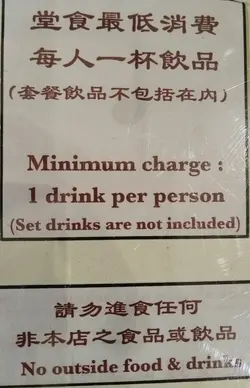 堂食最低消費
每人一杯飲品
(套餐飲品不包括在內)
Minimum charge :
1 drink per person
(Set drinks are not included)
請勿進食任何
非本店之食品或飲品
No outside food & drinks